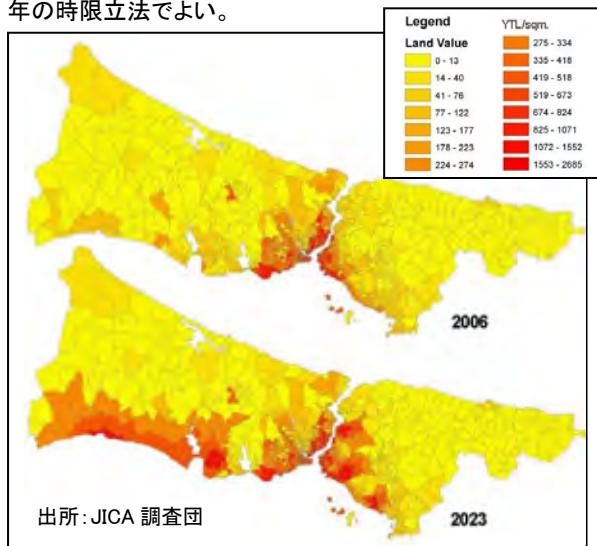 年の時限立法でよい。
Legend
YTL/sqm.
Land Value
0 - 13
14 - 40
41 - 76
77 - 122
123 - 177
178 - 223
224 - 274
275 - 334
335 - 418
419 - 518
519 - 673
674 - 824
825 - 1071
1072 - 1552
1553 - 2685
2006
2023
出所：JICA 調査団